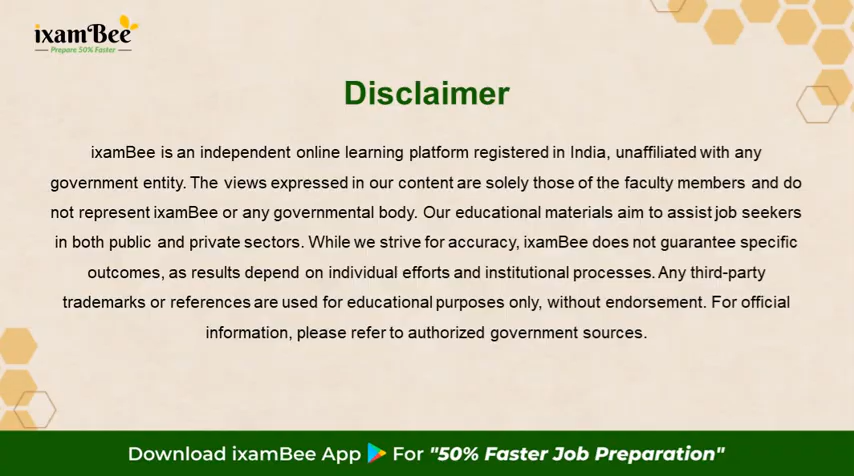 ixamBee
Prepare 50% Faster
Disclaimer
ixamBee is an independent online learning platform registered in India, unaffiliated with any
government entity. The views expressed in our content are solely those of the faculty members and do
not represent ixamBee or any governmental body. Our educational materials aim to assist job seekers
in both public and private sectors. While we strive for accuracy, ixamBee does not guarantee specific
outcomes, as results depend on individual efforts and institutional processes. Any third-party
trademarks or references are used for educational purposes only, without endorsement. For official
information, please refer to authorized government sources.
Download ixamBee App For "50% Faster Job Preparation"